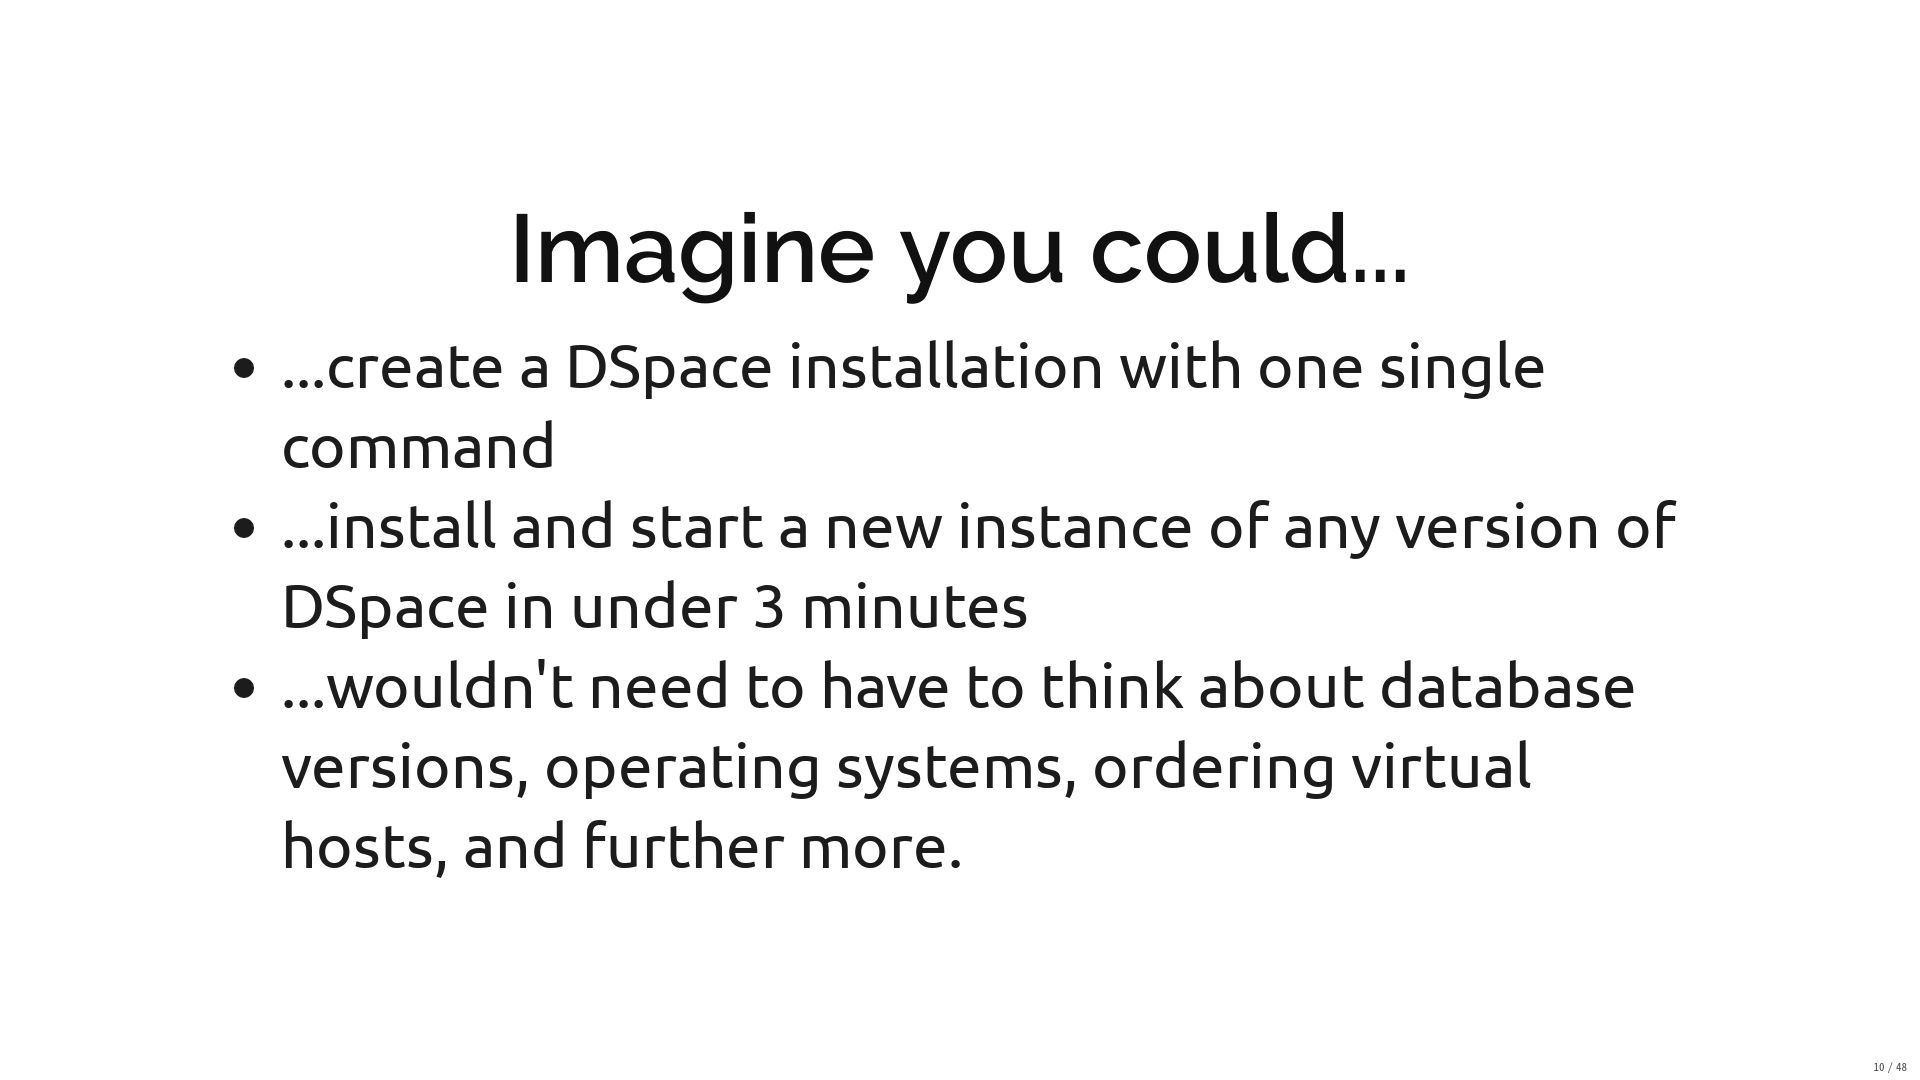 Imagine you could...
• ...create a DSpace installation with one single
command
• ...install and start a new instance of any version of
DSpace in under 3 minutes
• ...wouldn't need to have to think about database
versions, operating systems, ordering virtual
hosts, and further more.
10 / 48